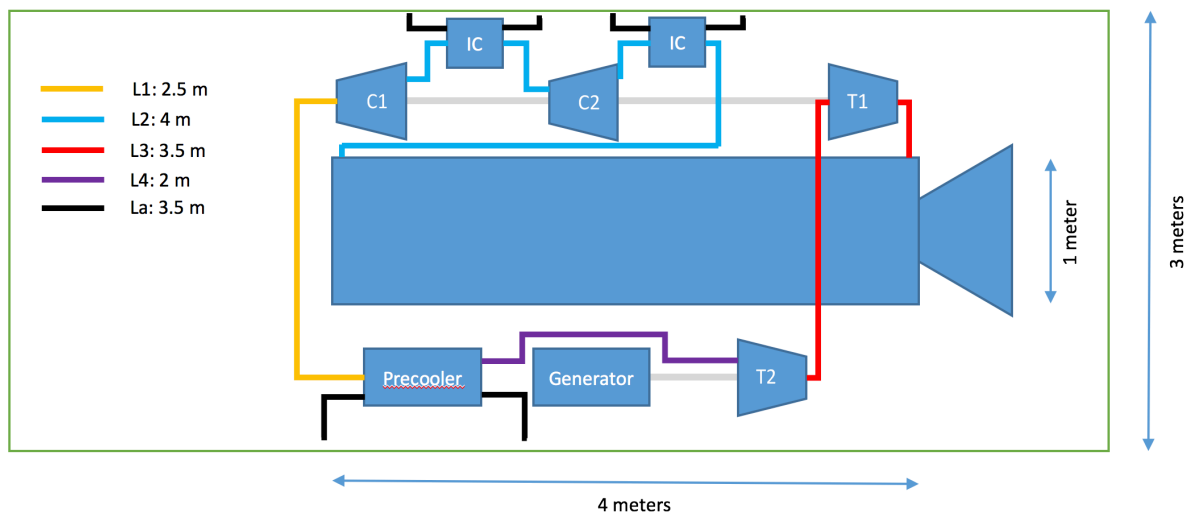 IC
IC
C1
C2
T1
L1: 2.5 m
L2: 4 m
L3: 3.5 m
L4: 2 m
La: 3.5 m
1 meter
3 meters
Precooler
Generator
T2
4 meters